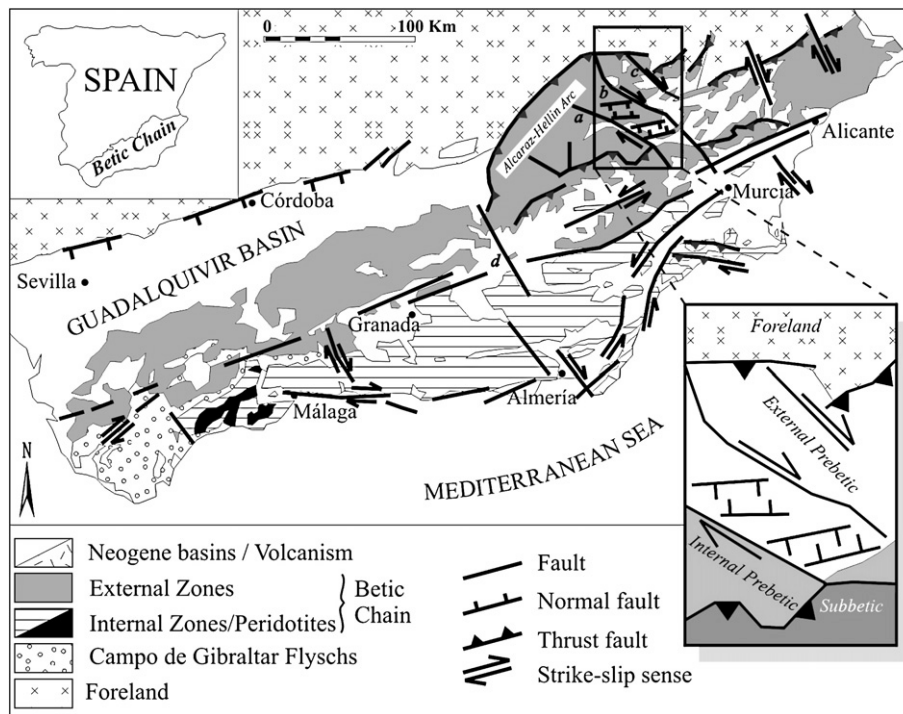 0
100 Km
SPAIN
Betic Chain
Alcaraz-Hellin Arc
a
b
c
d
Alicante
Murcia
Córdoba
Sevilla
GUADALQUIVIR BASIN
Granada
Málaga
Almería
MEDITERRANEAN SEA
N
Foreland
External Prebetic
Internal Prebetic
Subbetic
Neogene basins / Volcanism
External Zones
Internal Zones/Peridotites
Betic
Chain
Campo de Gibraltar Flyschs
Foreland
Fault
Normal fault
Thrust fault
Strike-slip sense